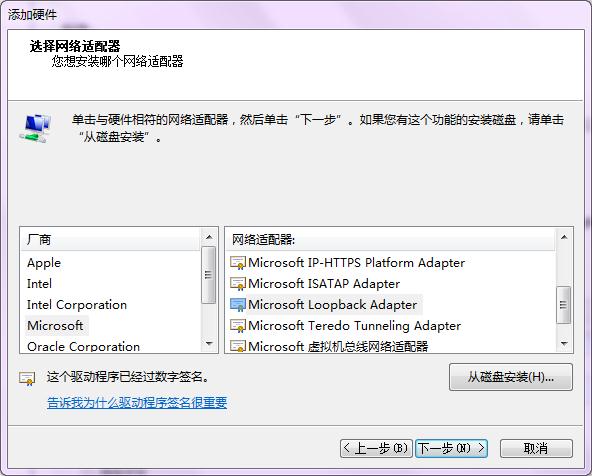 添加硬件
选择网络适配器
您想安装哪个网络适配器
单击与硬件相符的网络适配器，然后单击“下一步”。如果您有这个功能的安装磁盘，请单击
“从磁盘安装”。
厂商
Apple
Intel
Intel Corporation
Microsoft
Oracle Corporation
网络适配器:
Microsoft IP-HTTPS Platform Adapter
Microsoft ISATAP Adapter
Microsoft Loopback Adapter
Microsoft Teredo Tunneling Adapter
Microsoft 虚拟机总线网络适配器
这个驱动程序已经过数字签名。
从磁盘安装(H)...
告诉我为什么驱动程序签名很重要
< 上一步(B) 下一步(N) > 取消